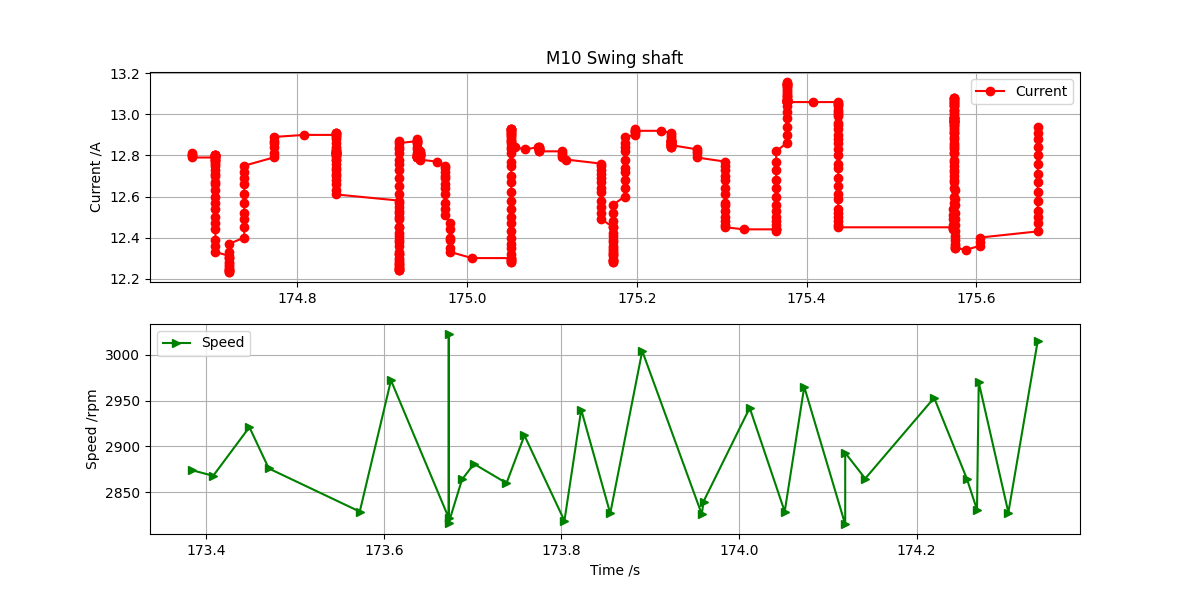 M10 Swing shaft
13.2
13.0
12.8
12.6
12.4
12.2
Current /A
Current
174.8 175.0 175.2 175.4 175.6
3000
2950
2900
2850
Speed /rpm
Speed
173.4 173.6 173.8 174.0 174.2
Time /s